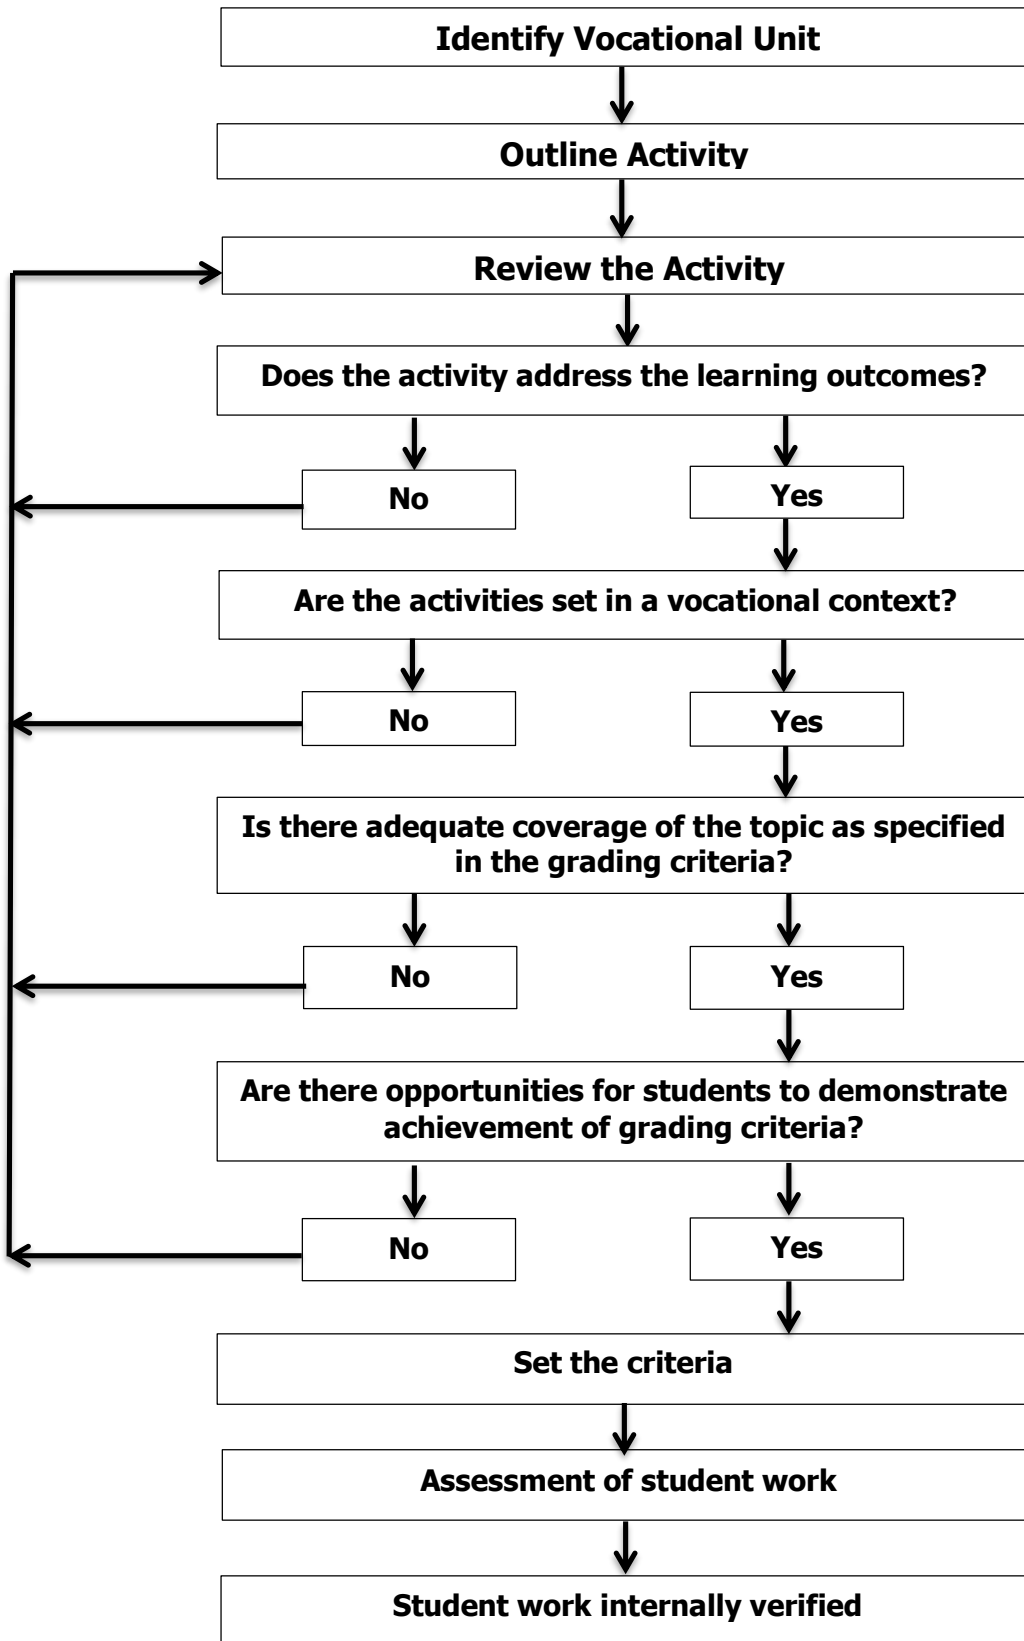 Identify Vocational Unit
Outline Activity
Review the Activity
Does the activity address the learning outcomes?
No
Yes
Are the activities set in a vocational context?
No
Yes
Is there adequate coverage of the topic as specified
in the grading criteria?
No
Yes
Are there opportunities for students to demonstrate
achievement of grading criteria?
No
Yes
Set the criteria
Assessment of student work
Student work internally verified